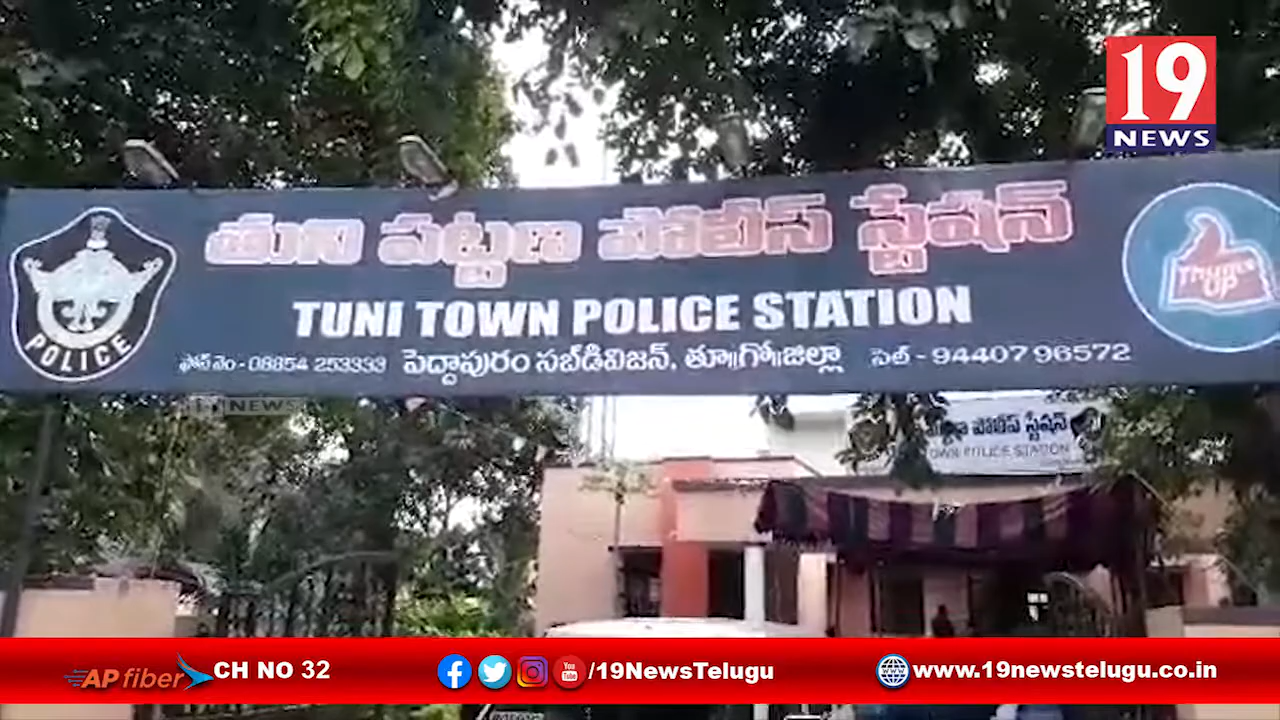 19
NEWS
తుని పట్టణ పోలీస్ స్టేషన్
TUNI TOWN POLICE STATION
POLICE
ఫోన్ నెం - 08854 253333 పెద్దాపురం సబ్‌డివిజన్, తూ॥గో॥జిల్లా సెల్ - 94407 96572
THUMBS UP
NEWS
పోలీస్ స్టేషన్
TOWN POLICE STATION
AP fiber CH NO 32
/19NewsTelugu
www.19newstelugu.co.in